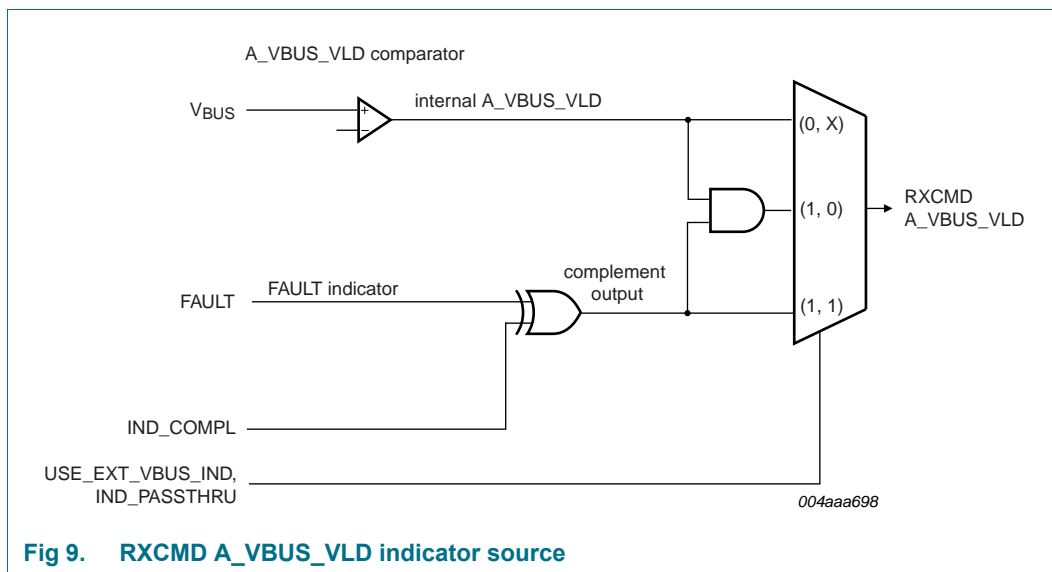 A_VBUS_VLD comparator
VBUS
+
−
internal A_VBUS_VLD
(0, X)
(1, 0)
RXCMD
A_VBUS_VLD
complement
output
FAULT
FAULT indicator
(1, 1)
IND_COMPL
USE_EXT_VBUS_IND,
IND_PASSTHRU
004aaa698
Fig 9. RXCMD A_VBUS_VLD indicator source